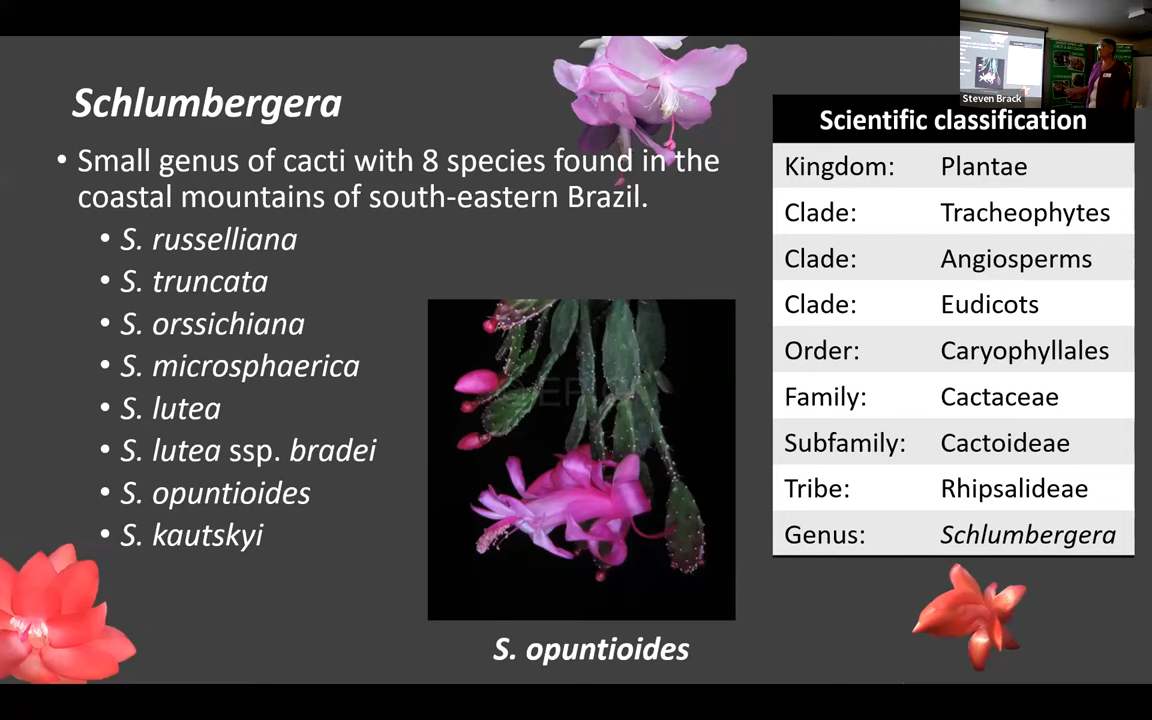 Steven Brack
Schlumbergera
• Small genus of cacti with 8 species found in the
coastal mountains of south-eastern Brazil.
• S. russelliana
• S. truncata
• S. orssichiana
• S. microsphaerica
• S. lutea
• S. lutea ssp. bradei
• S. opuntioides
• S. kautskyi
S. opuntioides
Scientific classification
Kingdom: Plantae
Clade: Tracheophytes
Clade: Angiosperms
Clade: Eudicots
Order: Caryophyllales
Family: Cactaceae
Subfamily: Cactoideae
Tribe: Rhipsalideae
Genus: Schlumbergera